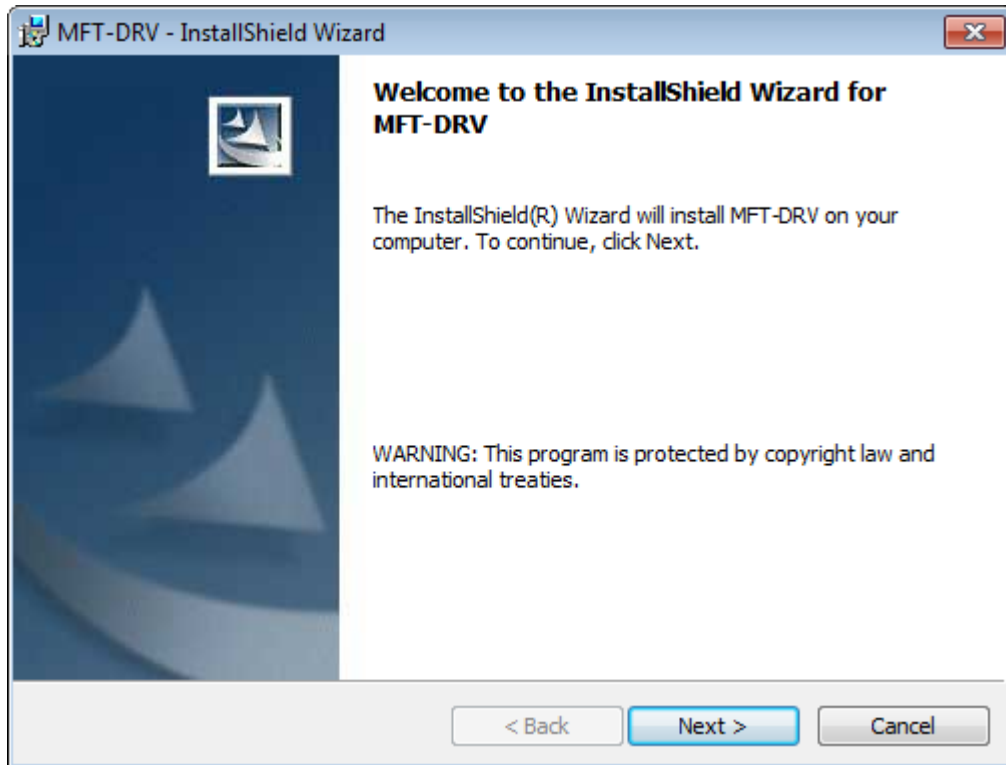 MFT-DRV - InstallShield Wizard
Welcome to the InstallShield Wizard for
MFT-DRV
The InstallShield(R) Wizard will install MFT-DRV on your
computer. To continue, click Next.
WARNING: This program is protected by copyright law and
international treaties.
< Back Next > Cancel